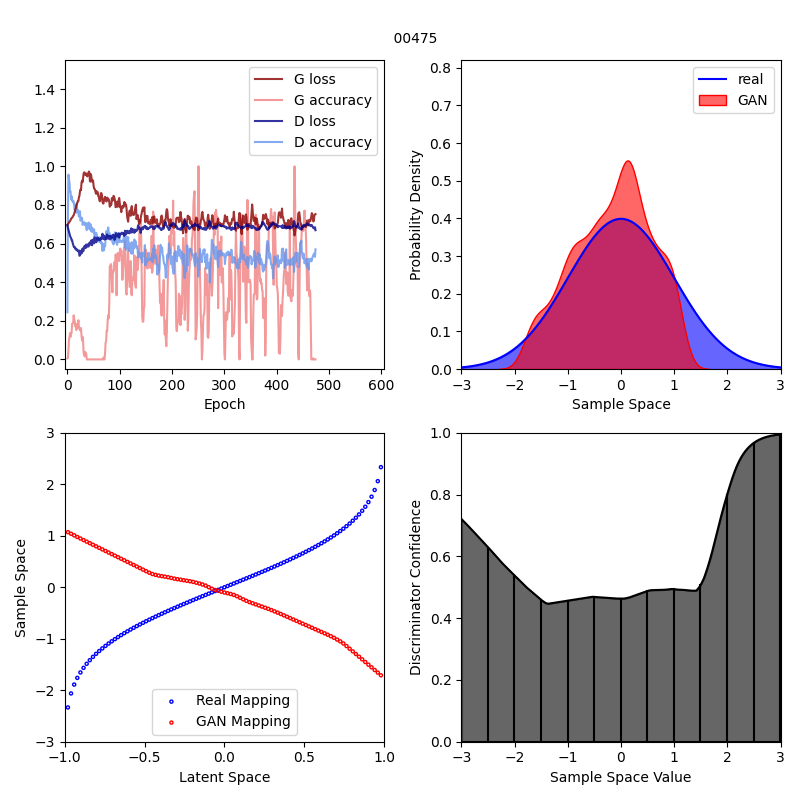 00475
G loss
G accuracy
D loss
D accuracy
1.4
1.2
1.0
0.8
0.6
0.4
0.2
0.0
0 100 200 300 400 500 600
Epoch
real
GAN
Probability Density
0.8
0.7
0.6
0.5
0.4
0.3
0.2
0.1
0.0
−3 −2 −1 0 1 2 3
Sample Space
Sample Space
3
2
1
0
−1
−2
−3
Real Mapping
GAN Mapping
−1.0 −0.5 0.0 0.5 1.0
Latent Space
Discriminator Confidence
1.0
0.8
0.6
0.4
0.2
0.0
−3 −2 −1 0 1 2 3
Sample Space Value